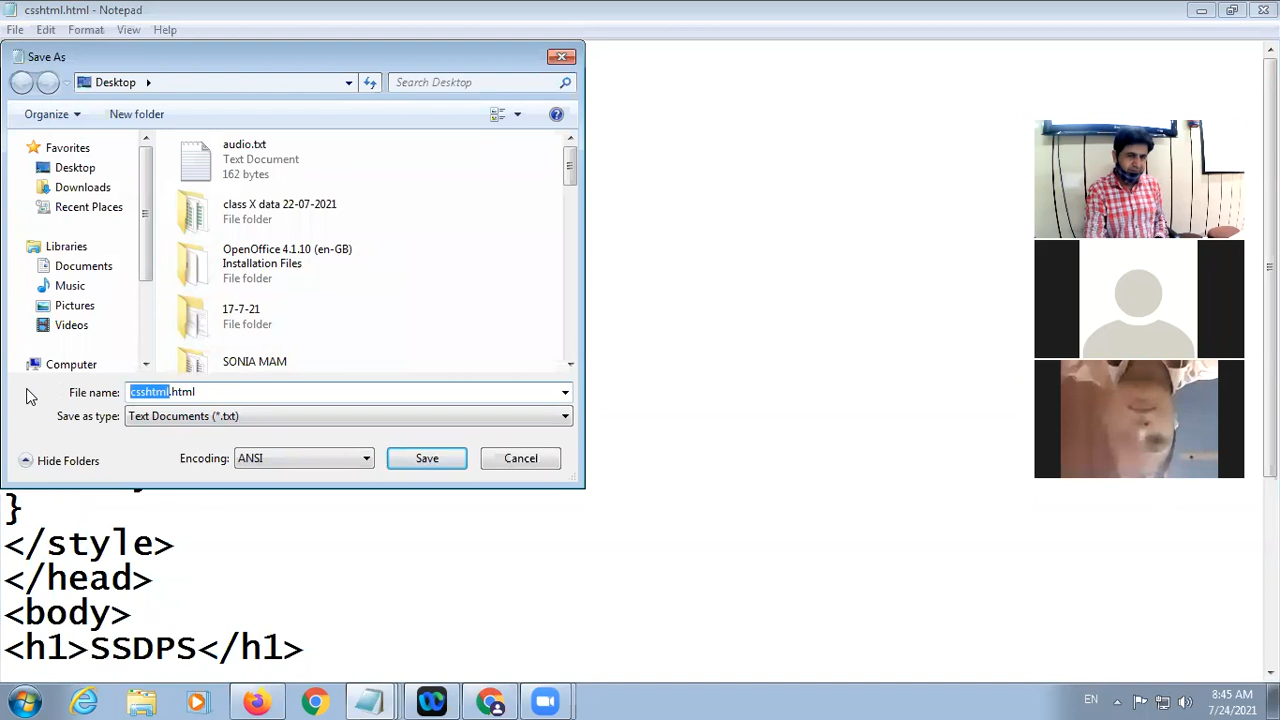 csshtml.html - Notepad
File Edit Format View Help
Save As
Desktop
Search Desktop
Organize New folder
Favorites
Desktop
Downloads
Recent Places
Libraries
Documents
Music
Pictures
Videos
Computer
audio.txt
Text Document
162 bytes
class X data 22-07-2021
File folder
OpenOffice 4.1.10 (en-GB)
Installation Files
File folder
17-7-21
File folder
SONIA MAM
File name: csshtml.html
Save as type: Text Documents (*.txt)
Hide Folders Encoding: ANSI Save Cancel
}
</style>
</head>
<body>
<h1>SSDPS</h1>
EN
8:45 AM
7/24/2021